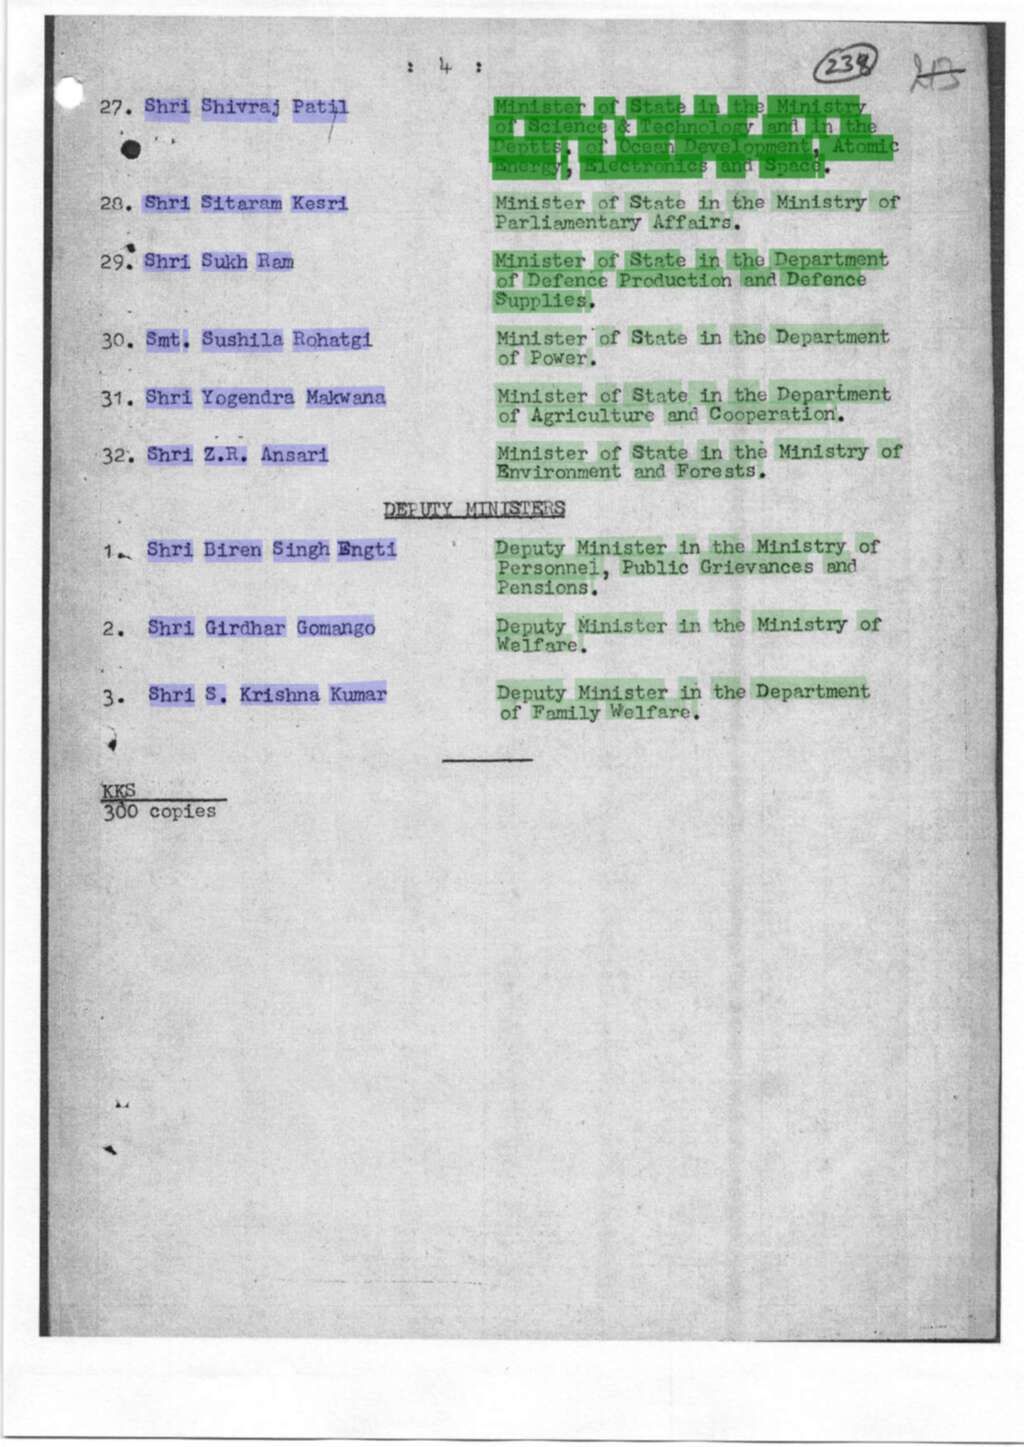 : 4 :
238
213
27. Shri Shivraj Patil Minister of State in the Ministry
of Science & Technology and in the
Deptts. of Ocean Development, Atomic
Energy, Electronics and Space.
28. Shri Sitaram Kesri Minister of State in the Ministry of
Parliamentary Affairs.
29. Shri Sukh Ram Minister of State in the Department
of Defence Production and Defence
Supplies.
30. Smt. Sushila Rohatgi Minister of State in the Department
of Power.
31. Shri Yogendra Makwana Minister of State in the Department
of Agriculture and Cooperation.
32. Shri Z.R. Ansari Minister of State in the Ministry of
Environment and Forests.
DEPUTY MINISTERS
1. Shri Biren Singh Engti Deputy Minister in the Ministry of
Personnel, Public Grievances and
Pensions.
2. Shri Girdhar Gomango Deputy Minister in the Ministry of
Welfare.
3. Shri S. Krishna Kumar Deputy Minister in the Department
of Family Welfare.
KKS
300 copies